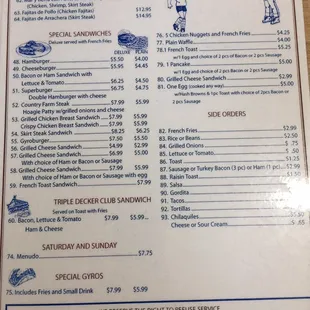 (Chicken, Shrimp, Skirt Steak)
63. Fajitas de Pollo (Chicken Fajitas) $12.95
64. Fajitas de Arrachera (Skirt Steak) $14.95
SPECIAL SANDWICHES
Deluxe served with French Fries
DELUXE PLAIN
48. Hamburger $5.50 $4.00
49. Cheeseburger $5.95 $4.45
50. Bacon or Ham Sandwich with
Lettuce & Tomato $6.25 $4.50
51. Superburger $6.75 $4.75
Double Hamburger with cheese
52. Country Farm Steak $7.99 $5.99
Hoagie Patty w/grilled onions and cheese
53. Grilled Chicken Breast Sandwich $7.99
Crispy Chicken Breast Sandwich $7.99
54. Skirt Steak Sandwich $8.25 $6.25
55. Gyroburger $7.50 $5.99
56. Grilled Cheese Sandwich $4.99 $2.99
57. Grilled Cheese Sandwich $6.99 $5.00
With choice of Ham or Bacon or Sausage
58. Grilled Cheese Sandwich $7.99 $5.99
With choice of Ham or Bacon or Sausage with egg
59. French Toast Sandwich $7.99
TRIPLE DECKER CLUB SANDWICH
Served on Toast with Fries
60. Bacon, Lettuce & Tomato $7.99 $5.99
Ham & Cheese
SATURDAY AND SUNDAY
74. Menudo $7.75
SPECIAL GYROS
75. Includes Fries and Small Drink $7.99 $5.99
76. 5 Chicken Nuggets and French Fries $4.25
77. Plain Waffle $4.00
78. 1 French Toast $5.25
w/1 Egg and choice of 2 pcs of Bacon or 2 pcs Sausage
79. 1 Pancake $5.00
w/1 Egg and choice of 2 pcs Bacon or 2 pcs Sausage
80. Grilled Cheese Sandwich $2.99
81. One Egg (cooked any way)
w/Hash Browns & 1pc Toast with choice of 2pcs Bacon or
2 pcs Sausage
SIDE ORDERS
82. French Fries $2.99
83. Rice or Beans $2.50
84. Grilled Onions $ .75
85. Lettuce or Tomato $ .50
86. Toast $1.25
87. Sausage or Turkey Bacon (3 pc) or Ham (1 pc)
88. Raisin Toast
89. Salsa
90. Gordita
91. Tacos
92. Tortillas
93. Chilaquiles
Cheese or Sour Cream
THE RIGHT TO REFUSE SERVICE